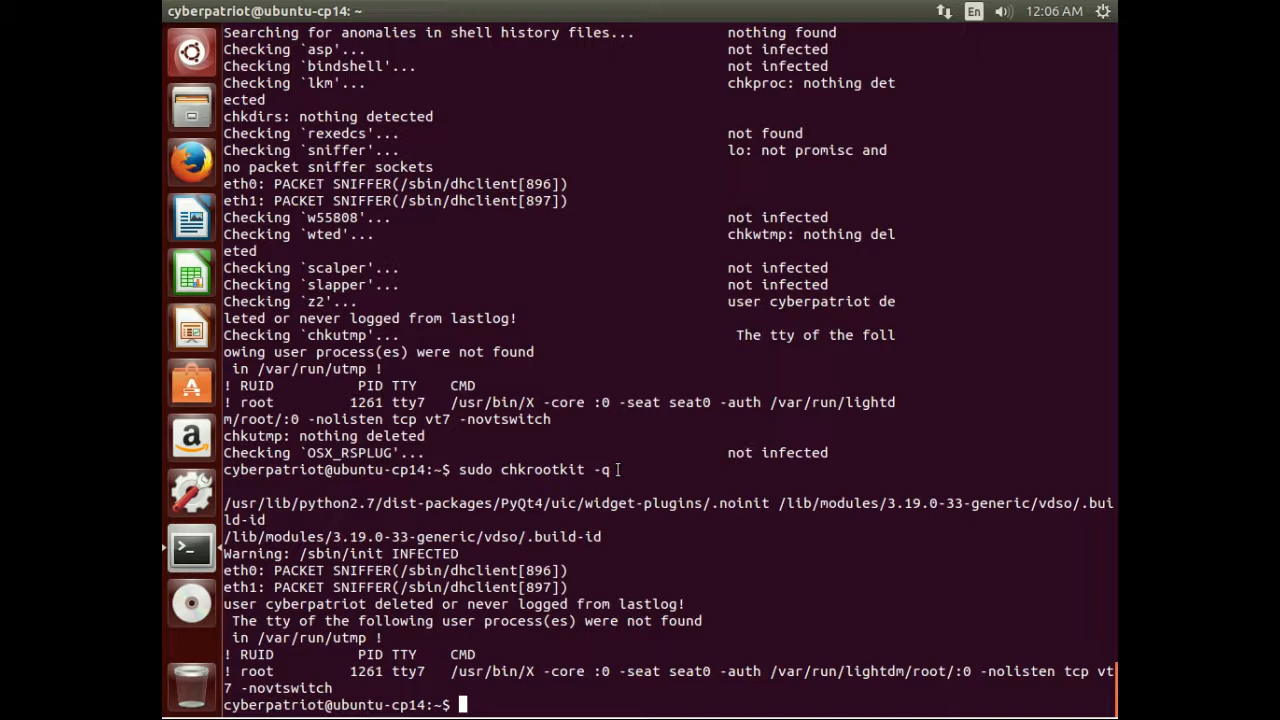 cyberpatriot@ubuntu-cp14: ~ En 12:06 AM
Searching for anomalies in shell history files... nothing found
Checking `asp'... not infected
Checking `bindshell'... not infected
Checking `lkm'... chkproc: nothing det
ected
chkdirs: nothing detected
Checking `rexedcs'... not found
Checking `sniffer'... lo: not promisc and
no packet sniffer sockets
eth0: PACKET SNIFFER(/sbin/dhclient[896])
eth1: PACKET SNIFFER(/sbin/dhclient[897])
Checking `w55808'... not infected
Checking `wted'... chkwtmp: nothing del
eted
Checking `scalper'... not infected
Checking `slapper'... not infected
Checking `z2'... user cyberpatriot de
leted or never logged from lastlog!
Checking `chkutmp'... The tty of the foll
owing user process(es) were not found
in /var/run/utmp !
! RUID PID TTY CMD
! root 1261 tty7 /usr/bin/X -core :0 -seat seat0 -auth /var/run/lightd
m/root/:0 -nolisten tcp vt7 -novtswitch
chkutmp: nothing deleted
Checking `OSX_RSPLUG'... not infected
cyberpatriot@ubuntu-cp14:~$ sudo chkrootkit -q
/usr/lib/python2.7/dist-packages/PyQt4/uic/widget-plugins/.noinit /lib/modules/3.19.0-33-generic/vdso/.bui
ld-id
/lib/modules/3.19.0-33-generic/vdso/.build-id
Warning: /sbin/init INFECTED
eth0: PACKET SNIFFER(/sbin/dhclient[896])
eth1: PACKET SNIFFER(/sbin/dhclient[897])
user cyberpatriot deleted or never logged from lastlog!
The tty of the following user process(es) were not found
in /var/run/utmp !
! RUID PID TTY CMD
! root 1261 tty7 /usr/bin/X -core :0 -seat seat0 -auth /var/run/lightdm/root/:0 -nolisten tcp vt
7 -novtswitch
cyberpatriot@ubuntu-cp14:~$